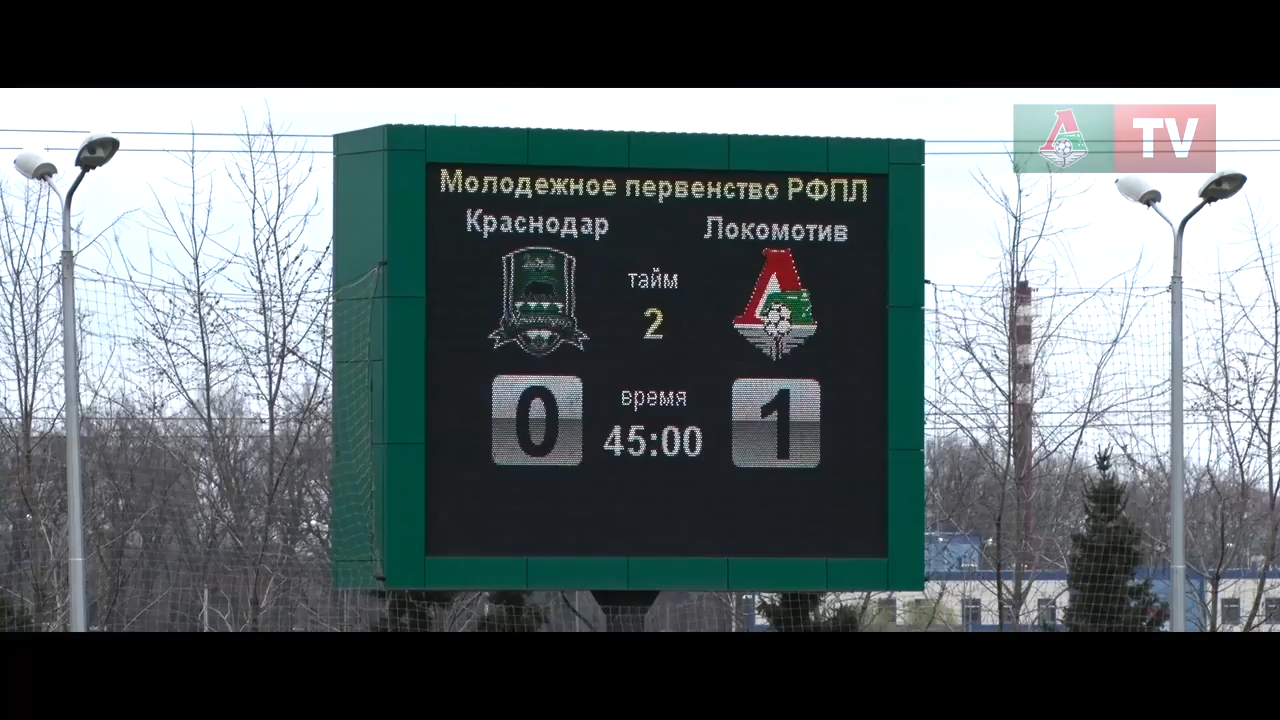 TV
Молодежное первенство РФПЛ
Краснодар Локомотив
тайм
2
время
0 45:00 1